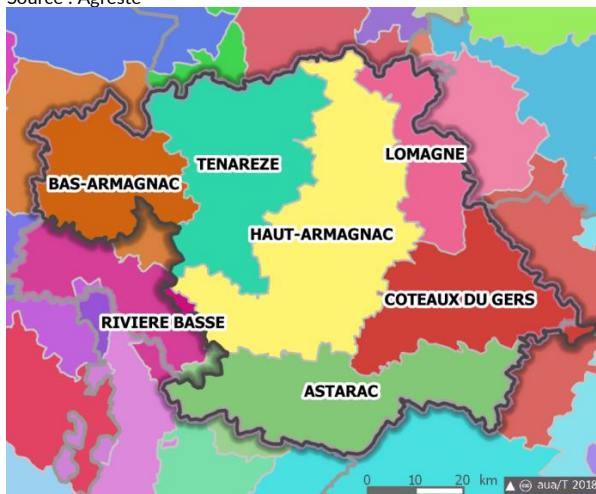 Source : Agreste
LOMAGNE
TENAREZE
BAS-ARMAGNAC
HAUT-ARMAGNAC
COTEAUX DU GERS
RIVIERE BASSE
ASTARAC
0 10 20 km
aua/T 2018